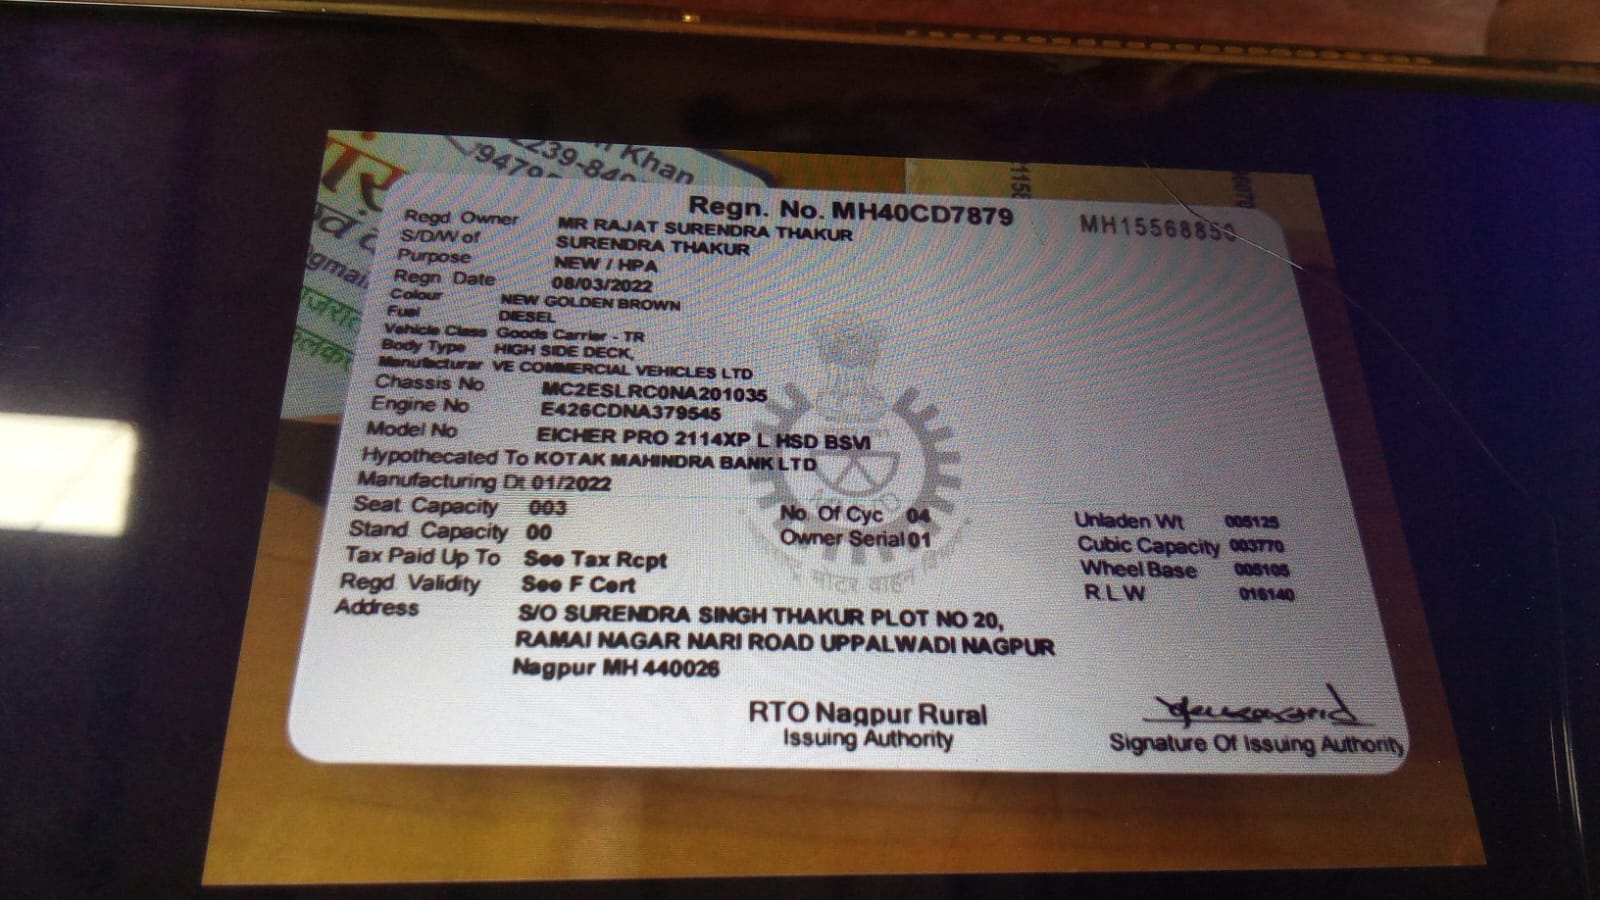 Khan
239-840
9479
gmai
Regn. No. MH40CD7879
MH15568850
Regd Owner MR RAJAT SURENDRA THAKUR
S/D/W of SURENDRA THAKUR
Purpose NEW / HPA
Regn Date 08/03/2022
Colour NEW GOLDEN BROWN
Fuel DIESEL
Vehicle Class Goods Carrier - TR
Body Type HIGH SIDE DECK,
Manufacturar VE COMMERCIAL VEHICLES LTD
Chassis No MC2ESLRC0NA201035
Engine No E426CDNA379545
Model No EICHER PRO 2114XP L HSD BSVI
Hypothecated To KOTAK MAHINDRA BANK LTD
Manufacturing Dt 01/2022
Seat Capacity 003 No. Of Cyc 04 Unladen Wt 005125
Stand Capacity 00 Owner Serial 01 Cubic Capacity 003770
Tax Paid Up To See Tax Rcpt Wheel Base 005105
Regd Validity See F Cert R L W 016140
Address S/O SURENDRA SINGH THAKUR PLOT NO 20,
RAMAI NAGAR NARI ROAD UPPALWADI NAGPUR
Nagpur MH 440026
RTO Nagpur Rural
Issuing Authority
Signature Of Issuing Authority